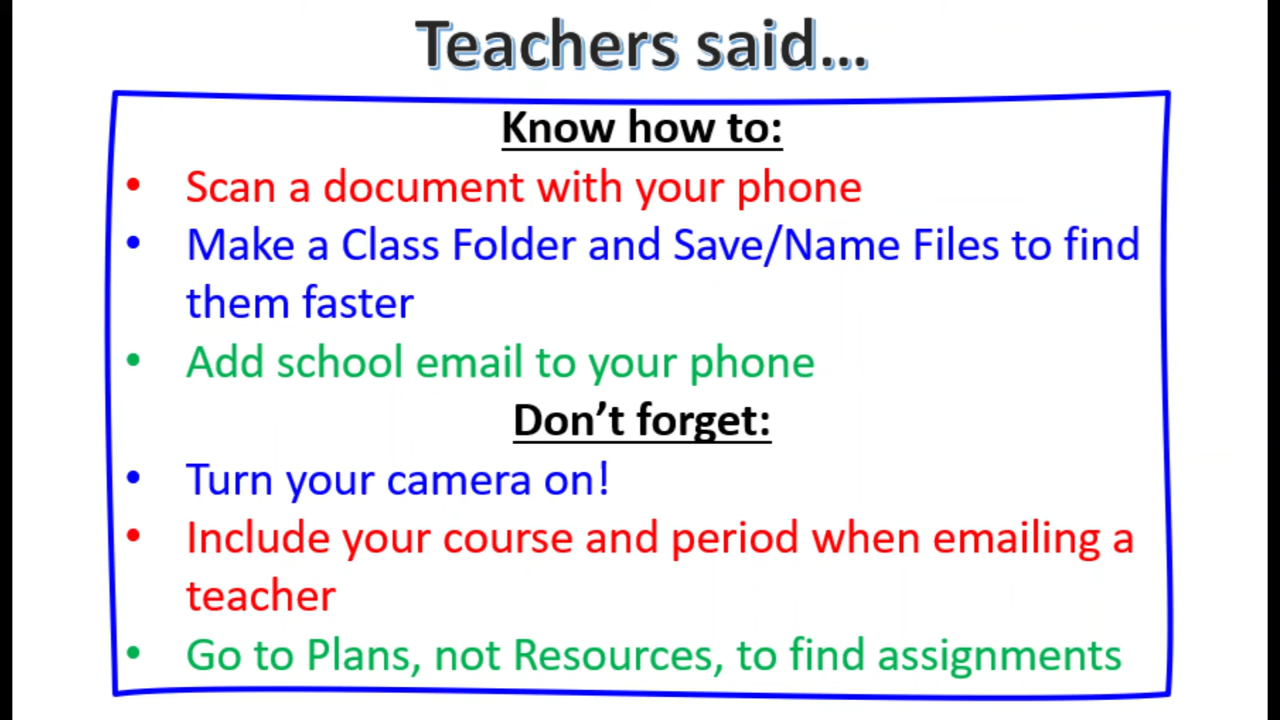 Teachers said...
Know how to:
• Scan a document with your phone
• Make a Class Folder and Save/Name Files to find
them faster
• Add school email to your phone
Don’t forget:
• Turn your camera on!
• Include your course and period when emailing a
teacher
• Go to Plans, not Resources, to find assignments